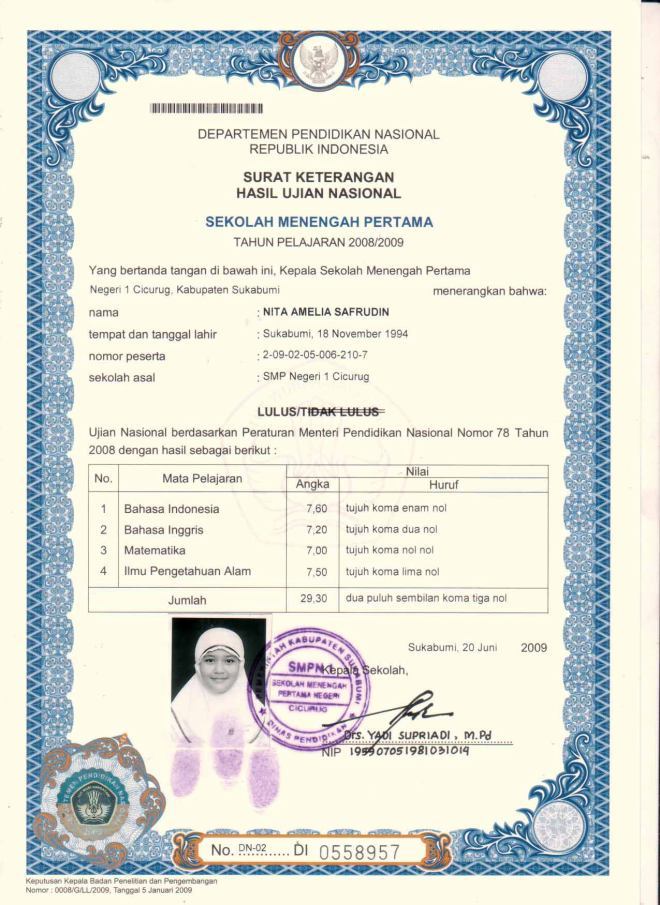 DEPARTEMEN PENDIDIKAN NASIONAL
REPUBLIK INDONESIA
SURAT KETERANGAN
HASIL UJIAN NASIONAL
SEKOLAH MENENGAH PERTAMA
TAHUN PELAJARAN 2008/2009
Yang bertanda tangan di bawah ini, Kepala Sekolah Menengah Pertama
Negeri 1 Cicurug, Kabupaten Sukabumi menerangkan bahwa:
nama : NITA AMELIA SAFRUDIN
tempat dan tanggal lahir : Sukabumi, 18 November 1994
nomor peserta : 2-09-02-05-006-210-7
sekolah asal : SMP Negeri 1 Cicurug
LULUS/TIDAK LULUS
Ujian Nasional berdasarkan Peraturan Menteri Pendidikan Nasional Nomor 78 Tahun
2008 dengan hasil sebagai berikut :
No. Mata Pelajaran Nilai
Angka Huruf
1 Bahasa Indonesia 7,60 tujuh koma enam nol
2 Bahasa Inggris 7,20 tujuh koma dua nol
3 Matematika 7,00 tujuh koma nol nol
4 Ilmu Pengetahuan Alam 7,50 tujuh koma lima nol
Jumlah 29,30 dua puluh sembilan koma tiga nol
Sukabumi, 20 Juni 2009
Kepala Sekolah,
KABUPATEN SUKABUMI
SMPN 1
SEKOLAH MENENGAH
PERTAMA NEGERI
CICURUG
DINAS PENDIDIKAN
Drs. YADI SUPRIADI, M.Pd
NIP 195907051981031014
No. DN-02 DI 0558957
Keputusan Kepala Badan Penelitian dan Pengembangan
Nomor : 0008/G/LL/2009, Tanggal 5 Januari 2009